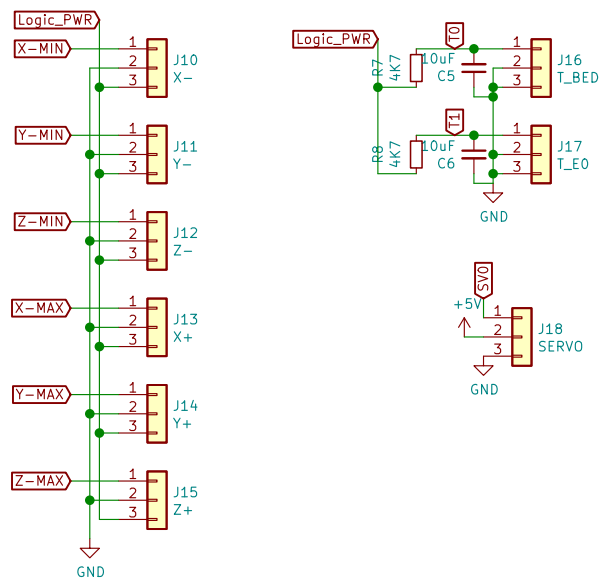 Logic_PWR
X-MIN
1
2
3
J10
X-
Y-MIN
1
2
3
J11
Y-
Z-MIN
1
2
3
J12
Z-
X-MAX
1
2
3
J13
X+
Y-MAX
1
2
3
J14
Y+
Z-MAX
1
2
3
J15
Z+
GND
Logic_PWR
R7
4K7
T0
10uF
C5
1
2
3
J16
T_BED
R8
4K7
T1
10uF
C6
1
2
3
J17
T_E0
GND
SV0
+5V
1
2
3
J18
SERVO
GND